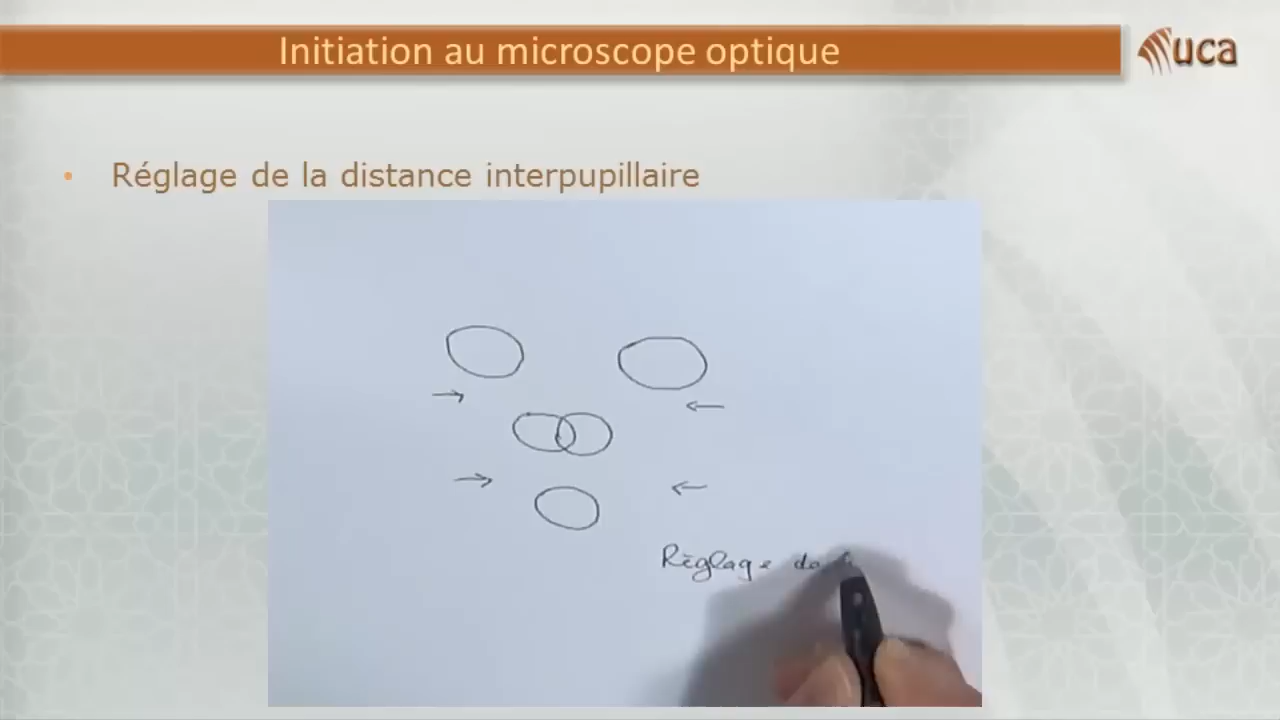 Initiation au microscope optique
uca
• Réglage de la distance interpupillaire
Réglage de